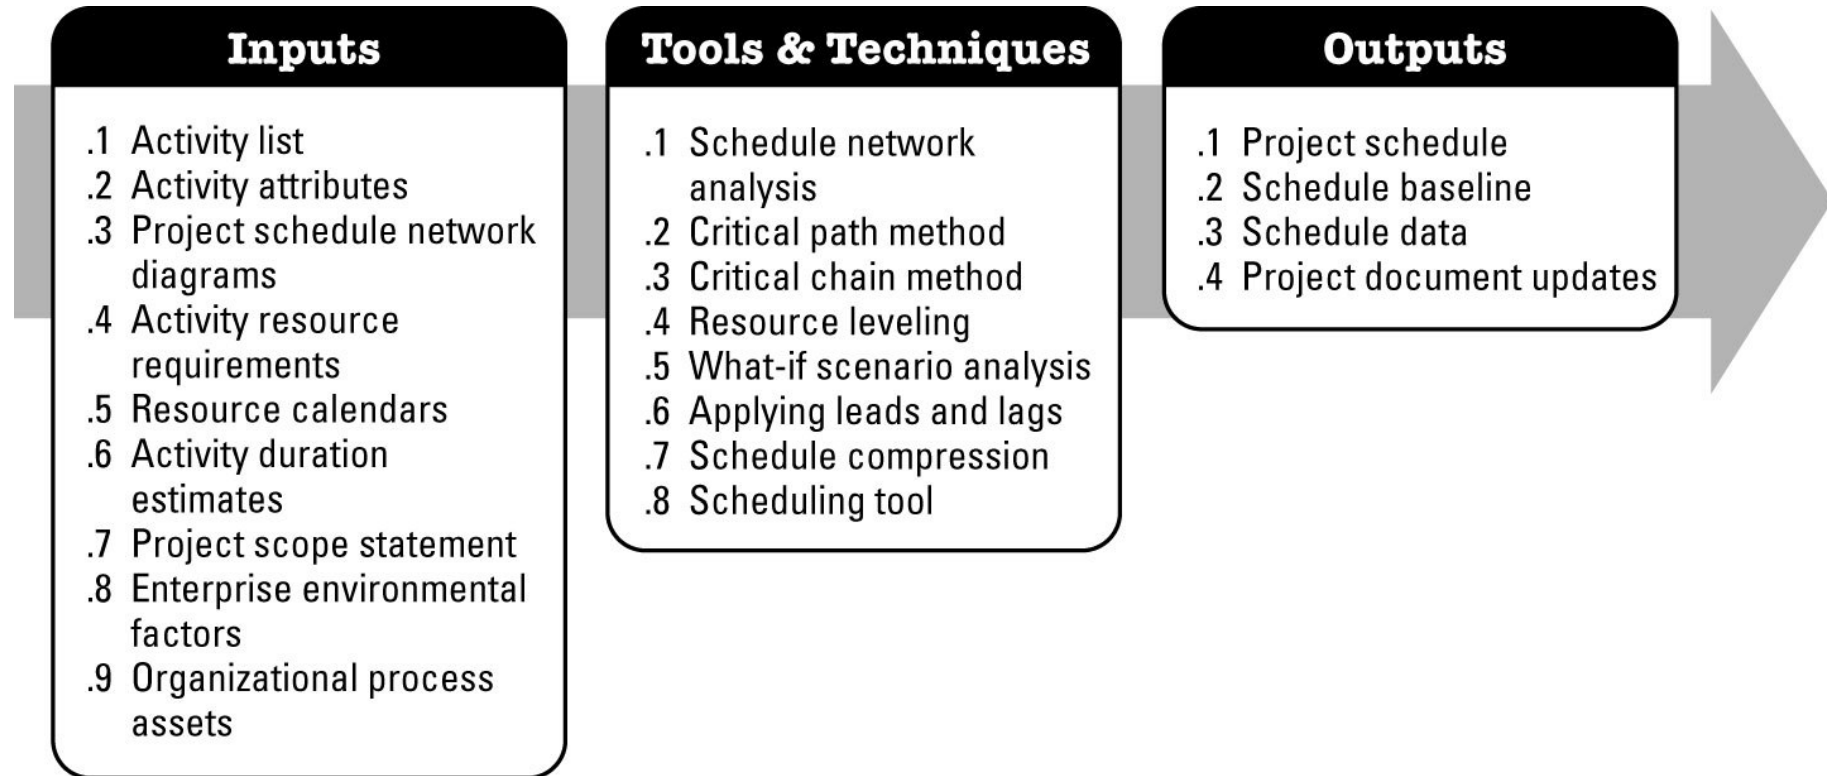 Inputs
.1 Activity list
.2 Activity attributes
.3 Project schedule network
diagrams
.4 Activity resource
requirements
.5 Resource calendars
.6 Activity duration
estimates
.7 Project scope statement
.8 Enterprise environmental
factors
.9 Organizational process
assets
Tools & Techniques
.1 Schedule network
analysis
.2 Critical path method
.3 Critical chain method
.4 Resource leveling
.5 What-if scenario analysis
.6 Applying leads and lags
.7 Schedule compression
.8 Scheduling tool
Outputs
.1 Project schedule
.2 Schedule baseline
.3 Schedule data
.4 Project document updates